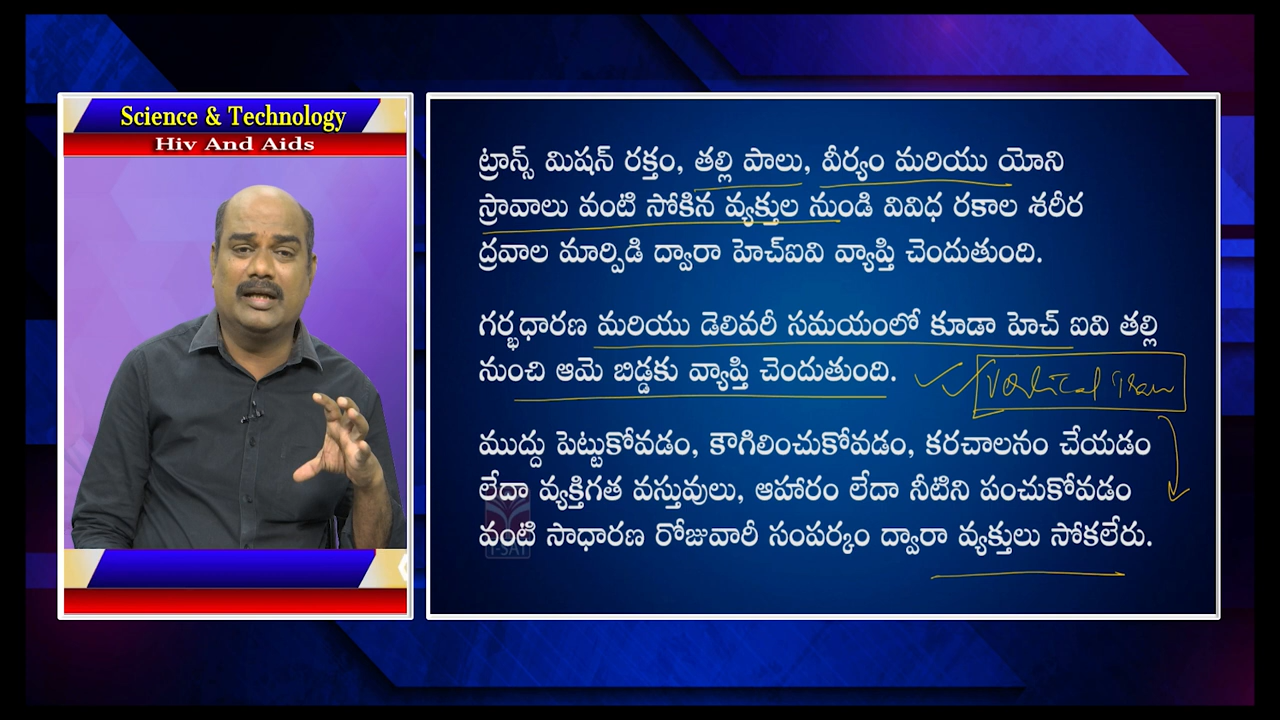 Science & Technology
Hiv And Aids
ట్రాన్స్ మిషన్ రక్తం, తల్లి పాలు, వీర్యం మరియు యోని
స్రావాలు వంటి సోకిన వ్యక్తుల నుండి వివిధ రకాల శరీర
ద్రవాల మార్పిడి ద్వారా హెచ్ఐవి వ్యాప్తి చెందుతుంది.
గర్భధారణ మరియు డెలివరీ సమయంలో కూడా హెచ్ ఐవి తల్లి
నుంచి ఆమె బిడ్డకు వ్యాప్తి చెందుతుంది.
Vertical Tran
ముద్దు పెట్టుకోవడం, కౌగిలించుకోవడం, కరచాలనం చేయడం
లేదా వ్యక్తిగత వస్తువులు, ఆహారం లేదా నీటిని పంచుకోవడం
వంటి సాధారణ రోజువారీ సంపర్కం ద్వారా వ్యక్తులు సోకలేరు.
T-SAT